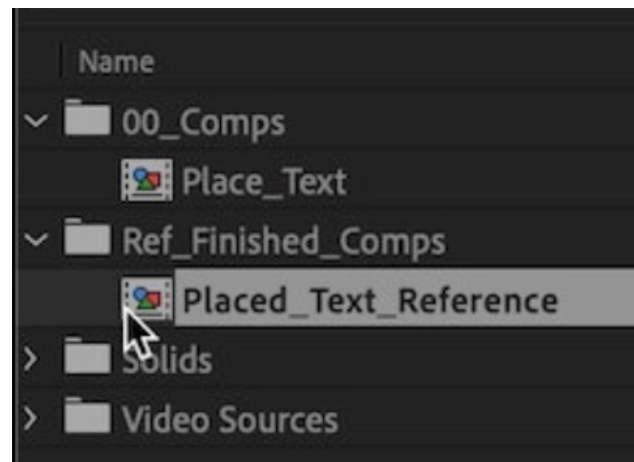 Name
00_Comps
Place_Text
Ref_Finished_Comps
Placed_Text_Reference
Solids
Video Sources